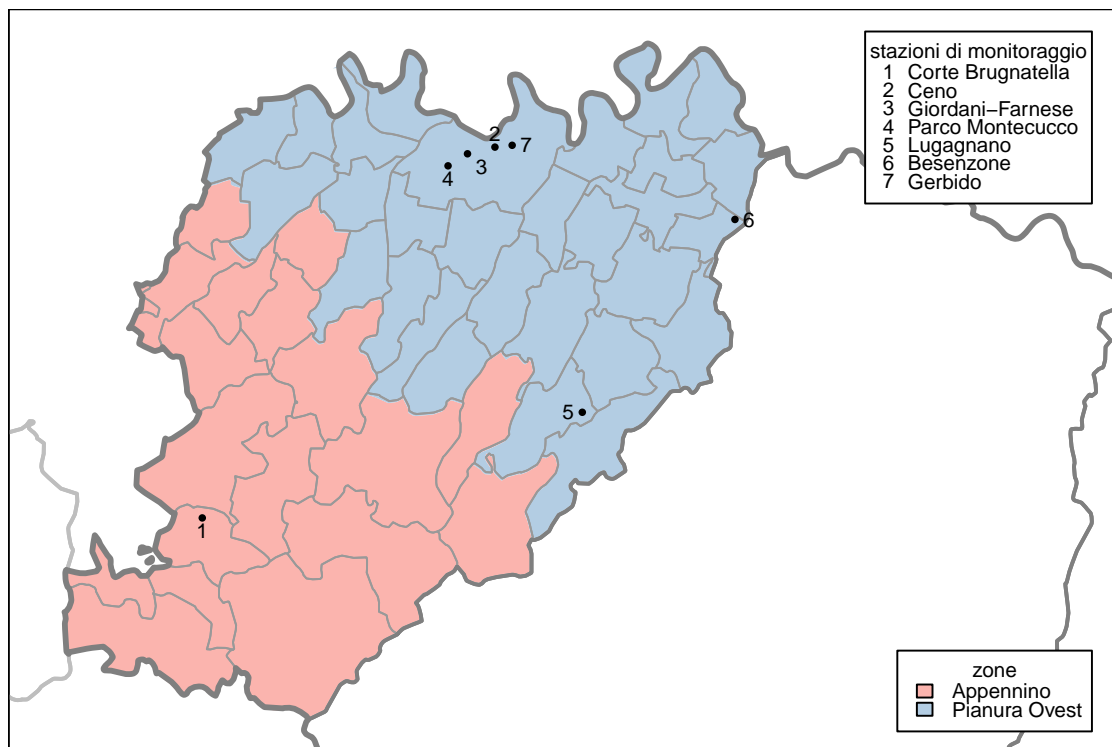 stazioni di monitoraggio
1 Corte Brugnatella
2 Ceno
3 Giordani−Farnese
4 Parco Montecucco
5 Lugagnano
6 Besenzone
7 Gerbido
2
7
3
4
6
5
1
zone
Appennino
Pianura Ovest